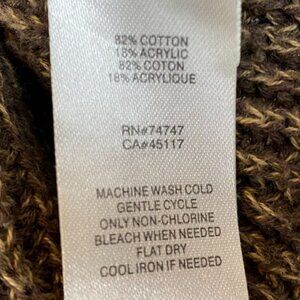 82% COTTON
18% ACRYLIC
82% COTON
18% ACRYLIQUE
RN#74747
CA#45117
MACHINE WASH COLD
GENTLE CYCLE
ONLY NON-CHLORINE
BLEACH WHEN NEEDED
FLAT DRY
COOL IRON IF NEEDED